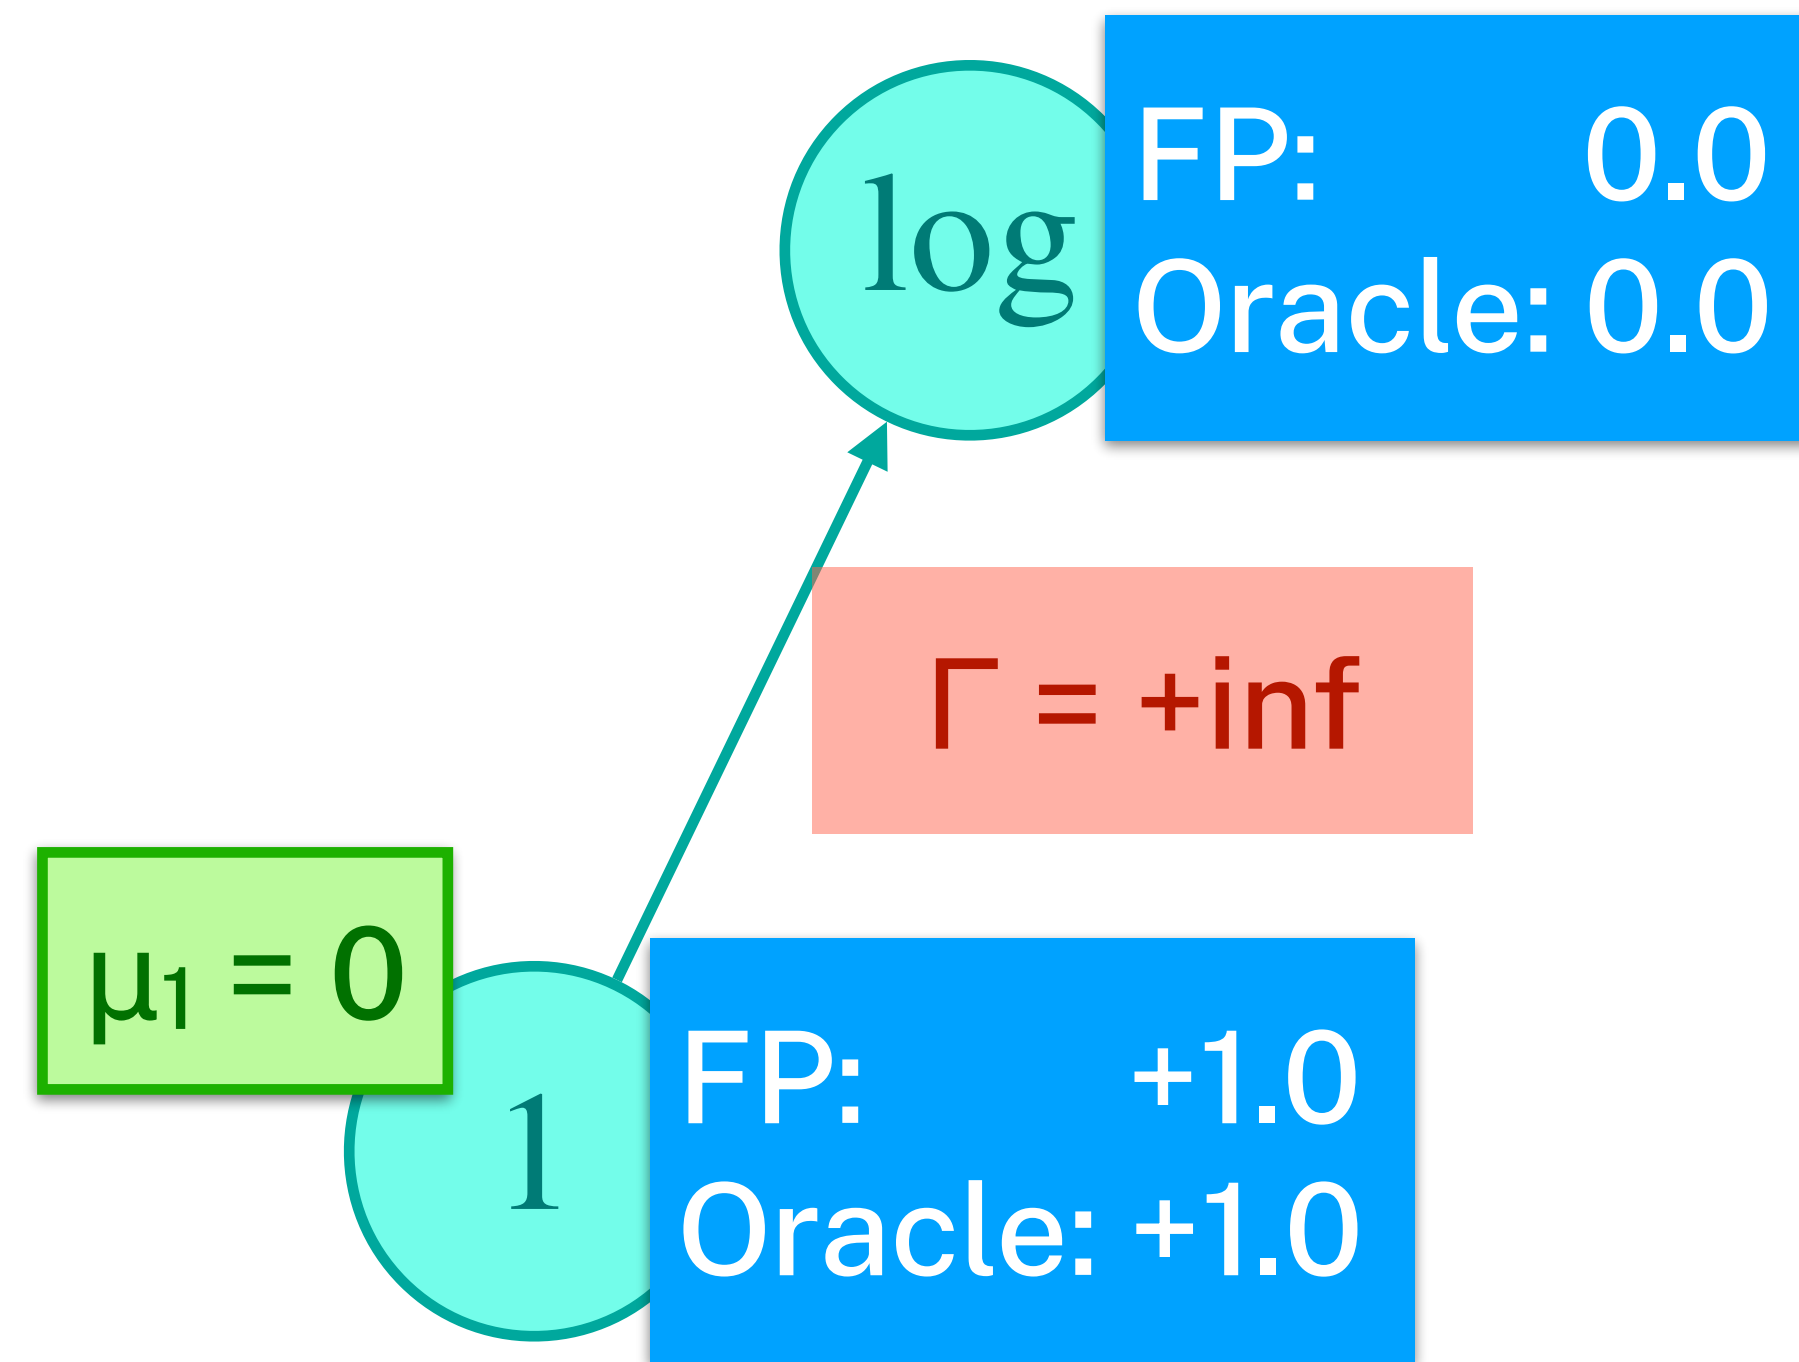 log
FP: 0.0
Oracle: 0.0
Γ = +inf
μ₁ = 0
1
FP: +1.0
Oracle: +1.0